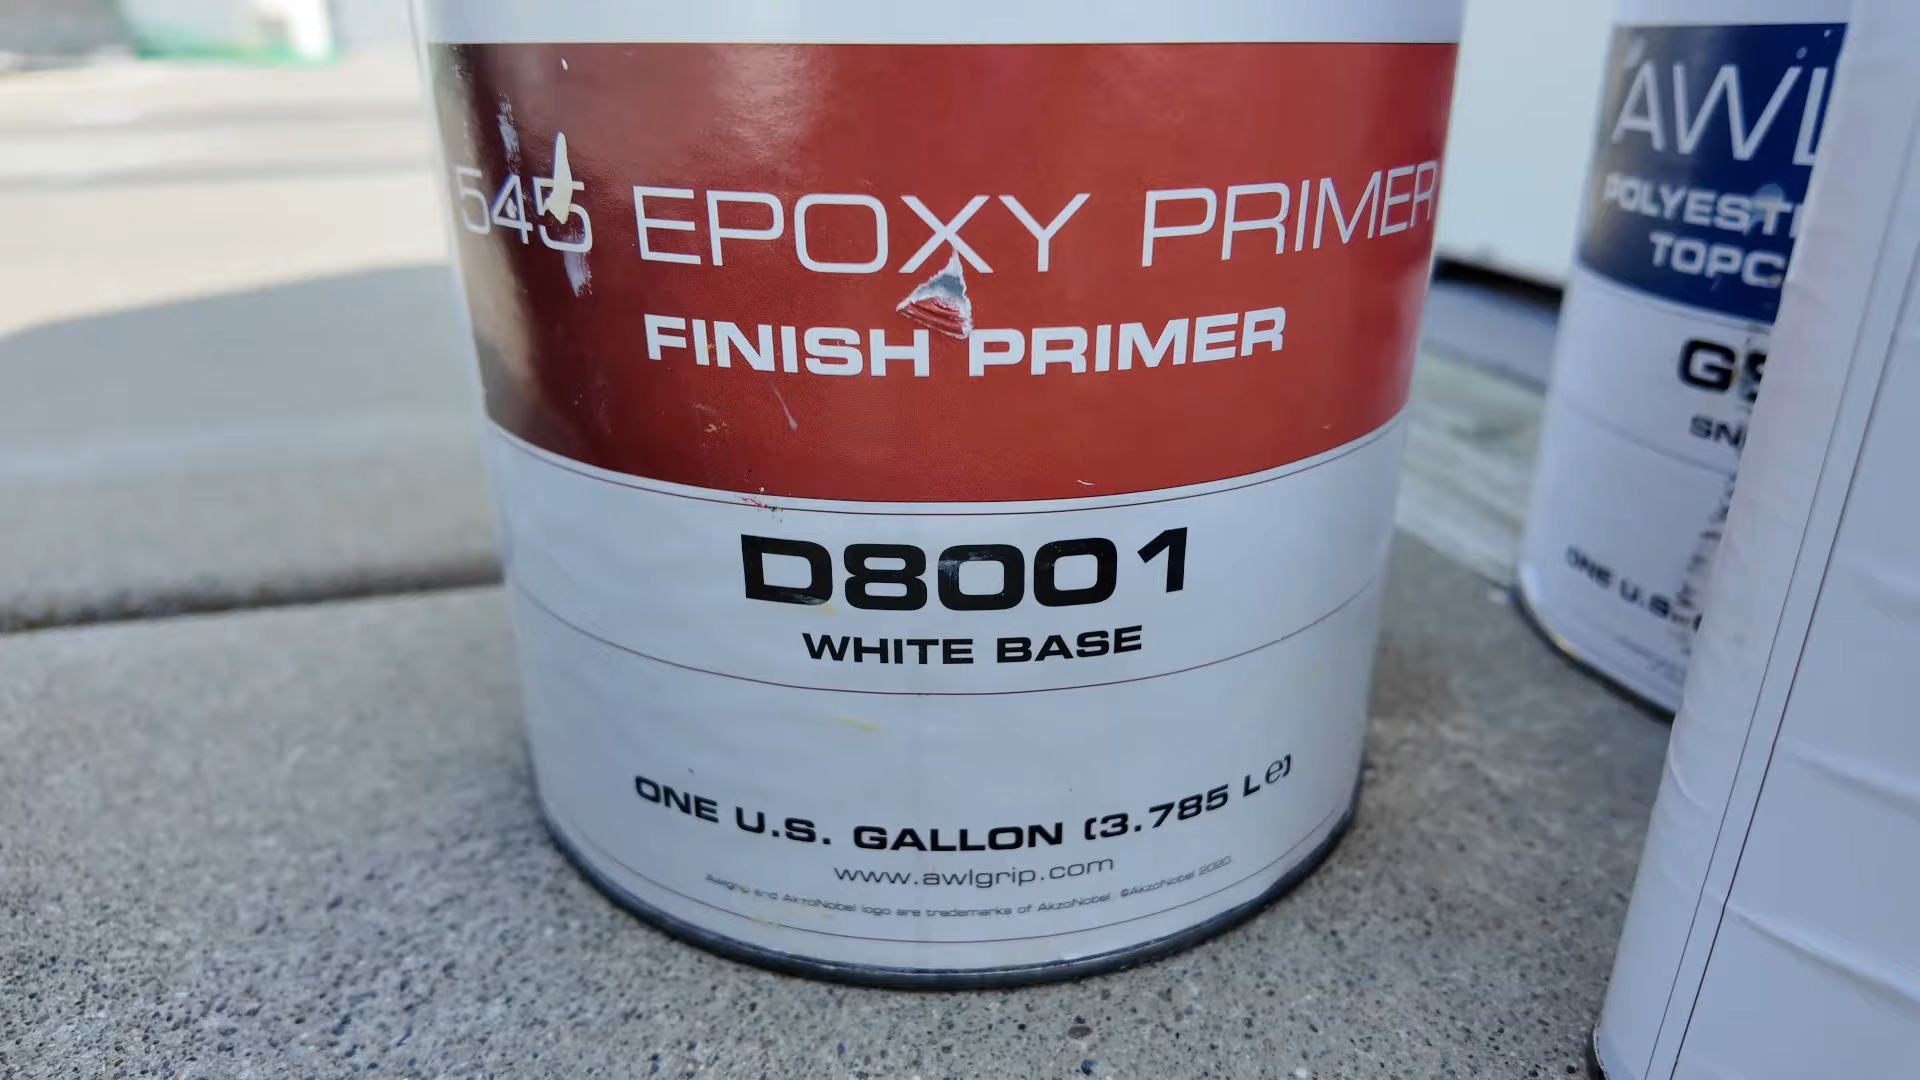 545 EPOXY PRIMER
FINISH PRIMER
D8001
WHITE BASE
ONE U.S. GALLON (3.785 L℮)
www.awlgrip.com
Awlgrip and AkzoNobel logo are trademarks of AkzoNobel. ©AkzoNobel 2020
AWL
POLYEST
TOPC
GS
SN
ONE U.S.